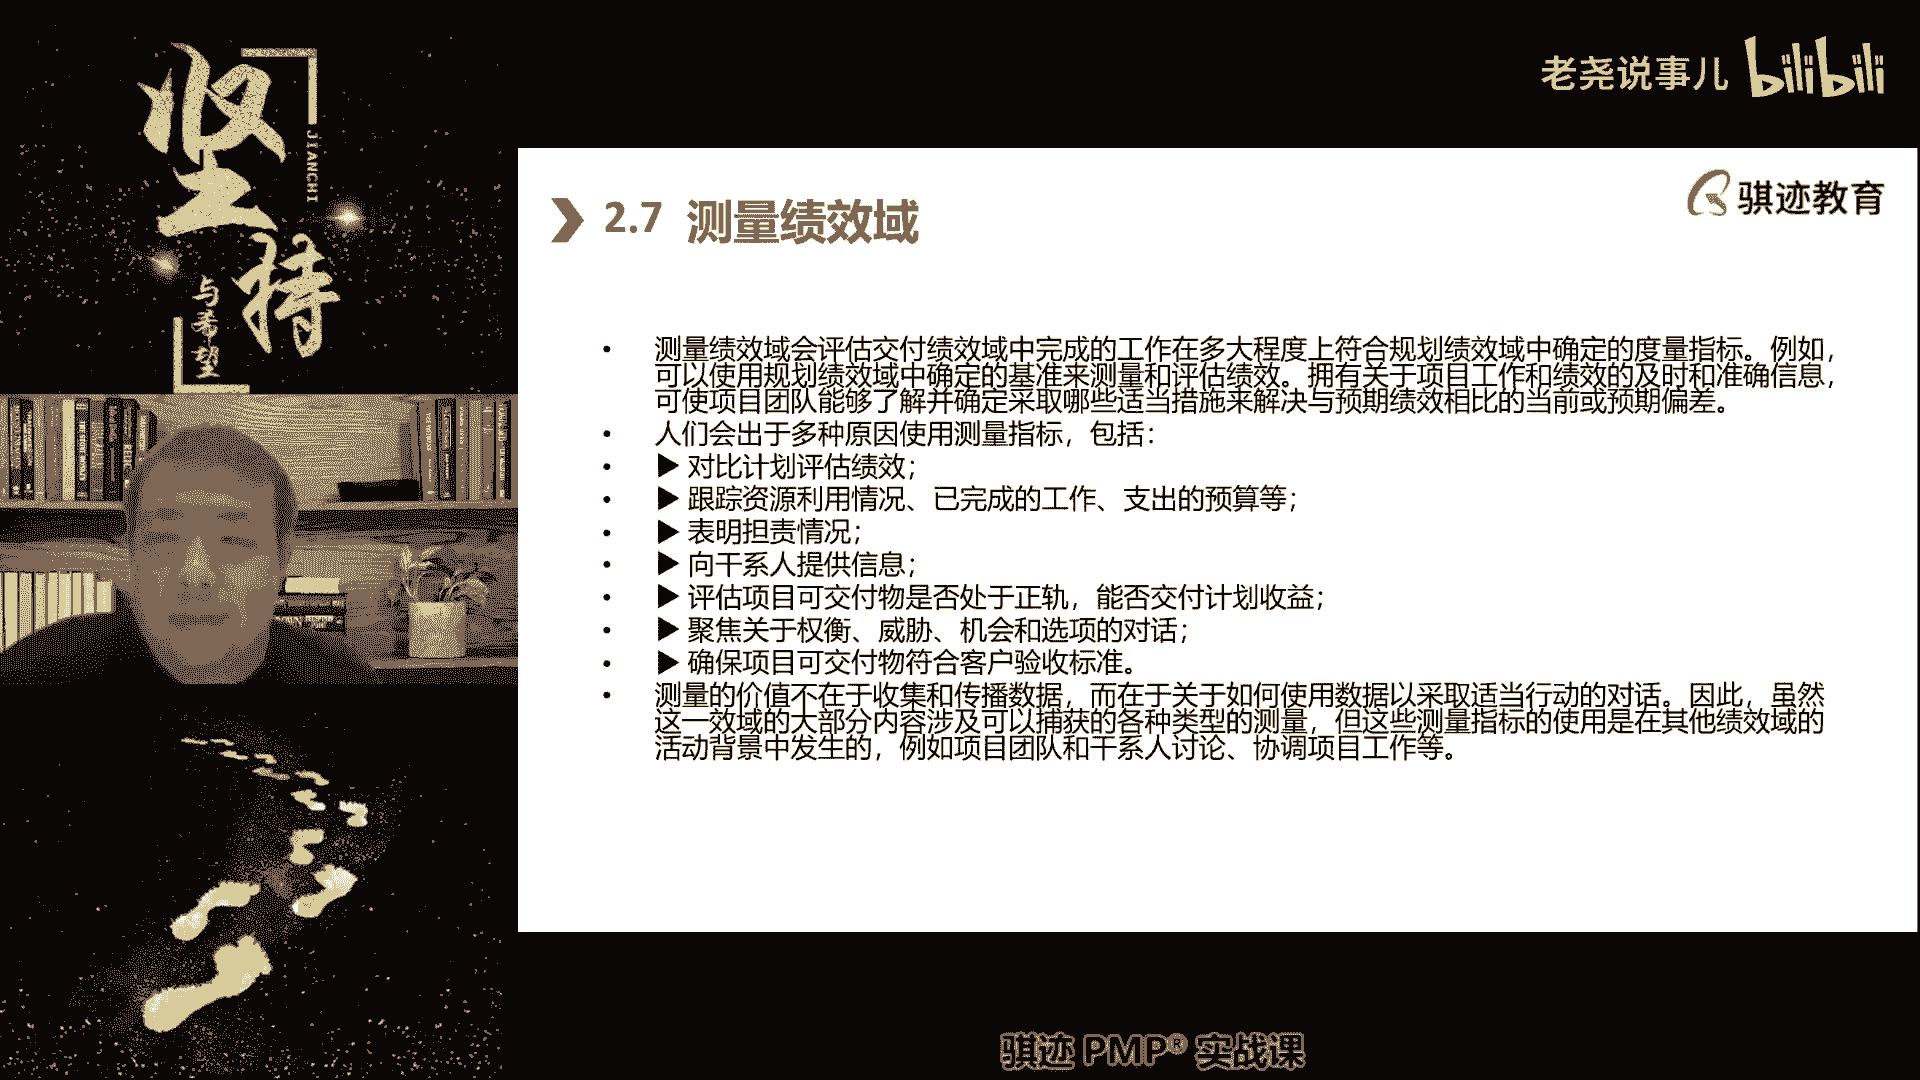 坚持
JIANCHI
与希望
老尧说事儿 bilibili
骐迹教育
2.7 测量绩效域
• 测量绩效域会评估交付绩效域中完成的工作在多大程度上符合规划绩效域中确定的度量指标。例如，
可以使用规划绩效域中确定的基准来测量和评估绩效。拥有关于项目工作和绩效的及时和准确信息，
可使项目团队能够了解并确定采取哪些适当措施来解决与预期绩效相比的当前或预期偏差。
• 人们会出于多种原因使用测量指标，包括：
• ▶ 对比计划评估绩效；
• ▶ 跟踪资源利用情况、已完成的工作、支出的预算等；
• ▶ 表明担责情况；
• ▶ 向干系人提供信息；
• ▶ 评估项目可交付物是否处于正轨，能否交付计划收益；
• ▶ 聚焦关于权衡、威胁、机会和选项的对话；
• ▶ 确保项目可交付物符合客户验收标准。
• 测量的价值不在于收集和传播数据，而在于关于如何使用数据以采取适当行动的对话。因此，虽然
这一效域的大部分内容涉及可以捕获的各种类型的测量，但这些测量指标的使用是在其他绩效域的
活动背景中发生的，例如项目团队和干系人讨论、协调项目工作等。
骐迹 PMP® 实战课